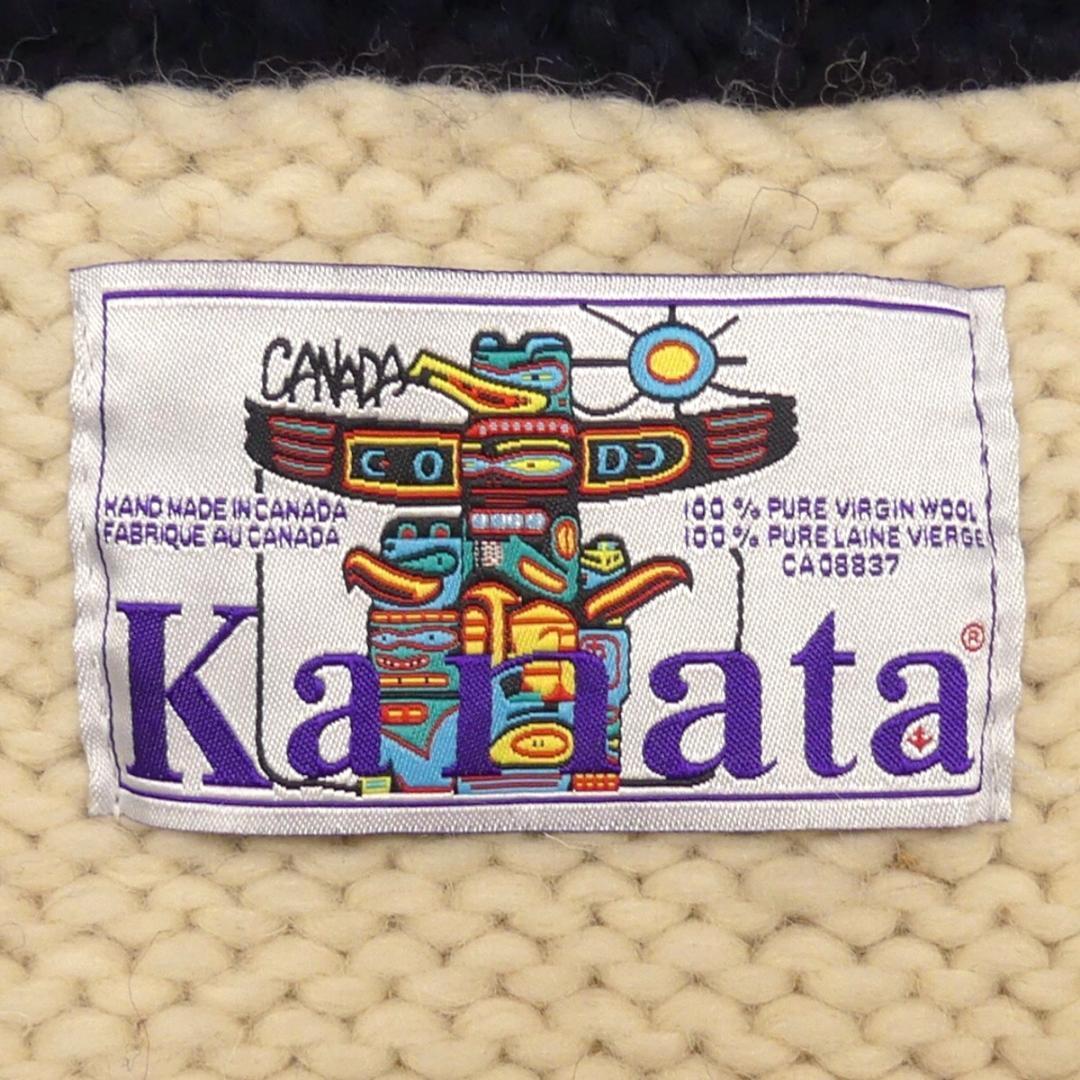 CANADA
HAND MADE IN CANADA
FABRIQUE AU CANADA
100 % PURE VIRGIN WOOL
100 % PURE LAINE VIERGE
CA 08837
Kanata ®